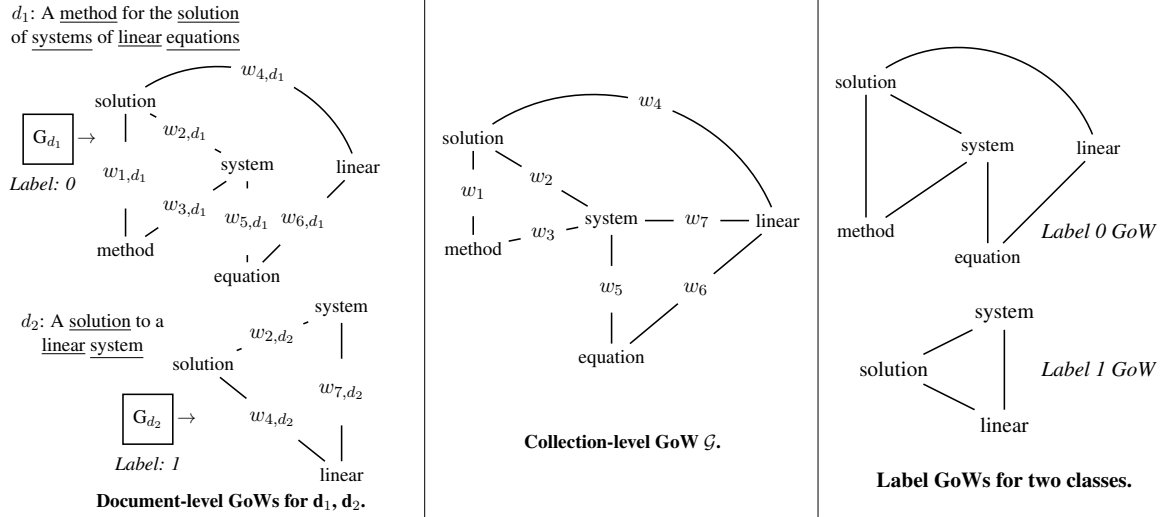 d₁: A method for the solution
of systems of linear equations
w₄,d₁
solution
G_d₁ →
Label: 0
w₂,d₁
w₁,d₁
system
linear
w₃,d₁
w₅,d₁
w₆,d₁
method
equation
d₂: A solution to a
linear system
system
w₂,d₂
solution
w₇,d₂
G_d₂ →
w₄,d₂
Label: 1
linear
Document-level GoWs for d₁, d₂.
w₄
solution
w₁
w₂
system
w₇
linear
method
w₃
w₅
w₆
equation
Collection-level GoW 𝒢.
solution
system
linear
method
Label 0 GoW
equation
system
solution
Label 1 GoW
linear
Label GoWs for two classes.